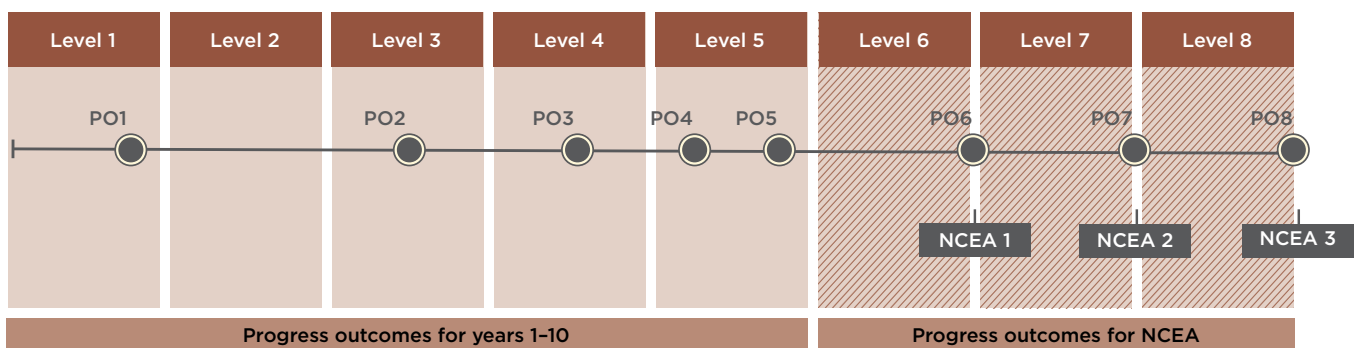 Level 1 Level 2 Level 3 Level 4 Level 5 Level 6 Level 7 Level 8
PO1 PO2 PO3 PO4 PO5 PO6 PO7 PO8
NCEA 1 NCEA 2 NCEA 3
Progress outcomes for years 1–10 Progress outcomes for NCEA